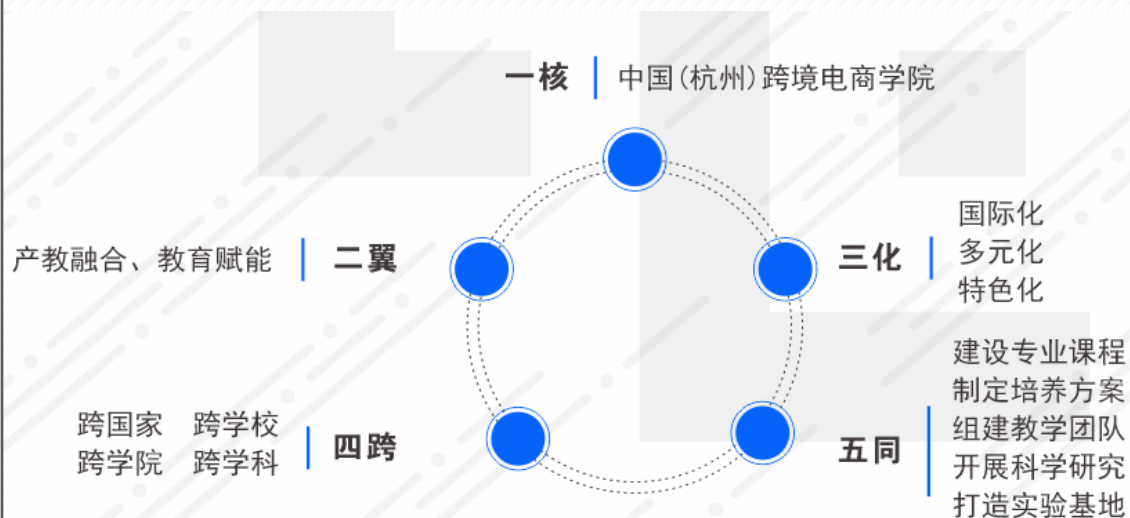 一核 中国(杭州)跨境电商学院
产教融合、教育赋能 二翼
三化
国际化
多元化
特色化
跨国家 跨学校
跨学院 跨学科
四跨
五同
建设专业课程
制定培养方案
组建教学团队
开展科学研究
打造实验基地